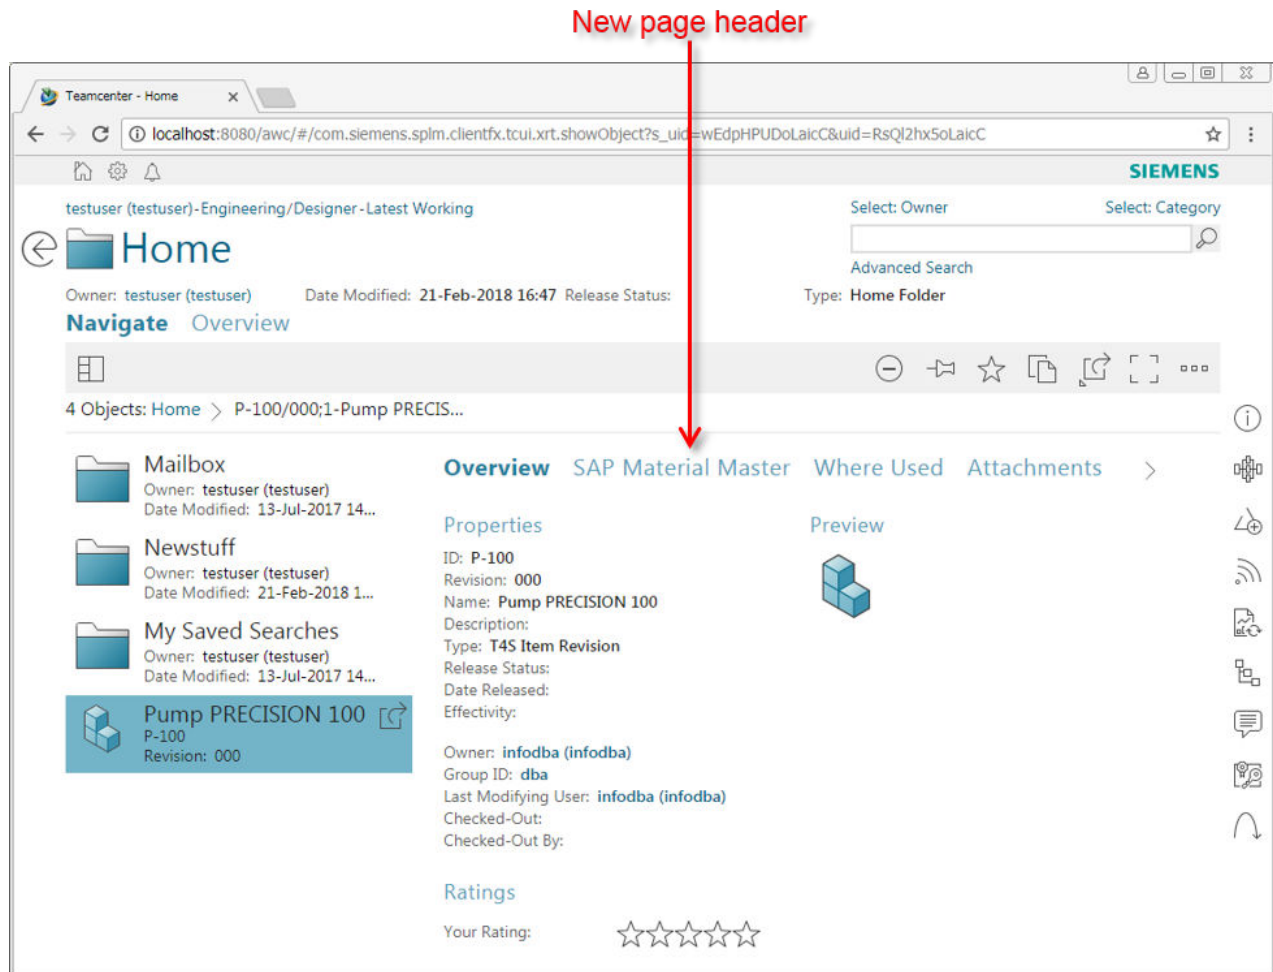 New page header
Teamcenter - Home
localhost:8080/awc/#/com.siemens.splm.clientfx.tcui.xrt.showObject?s_uid=wEdpHPUDoLaicC&uid=RsQl2hx5oLaicC
SIEMENS
testuser (testuser)-Engineering/Designer-Latest Working
Select: Owner Select: Category
Home
Advanced Search
Owner: testuser (testuser) Date Modified: 21-Feb-2018 16:47 Release Status: Type: Home Folder
Navigate Overview
4 Objects: Home > P-100/000;1-Pump PRECIS...
Mailbox
Owner: testuser (testuser)
Date Modified: 13-Jul-2017 14...
Newstuff
Owner: testuser (testuser)
Date Modified: 21-Feb-2018 1...
My Saved Searches
Owner: testuser (testuser)
Date Modified: 13-Jul-2017 14...
Pump PRECISION 100
P-100
Revision: 000
Overview SAP Material Master Where Used Attachments >
Properties
ID: P-100
Revision: 000
Name: Pump PRECISION 100
Description:
Type: T4S Item Revision
Release Status:
Date Released:
Effectivity:
Owner: infodba (infodba)
Group ID: dba
Last Modifying User: infodba (infodba)
Checked-Out:
Checked-Out By:
Ratings
Your Rating:
Preview